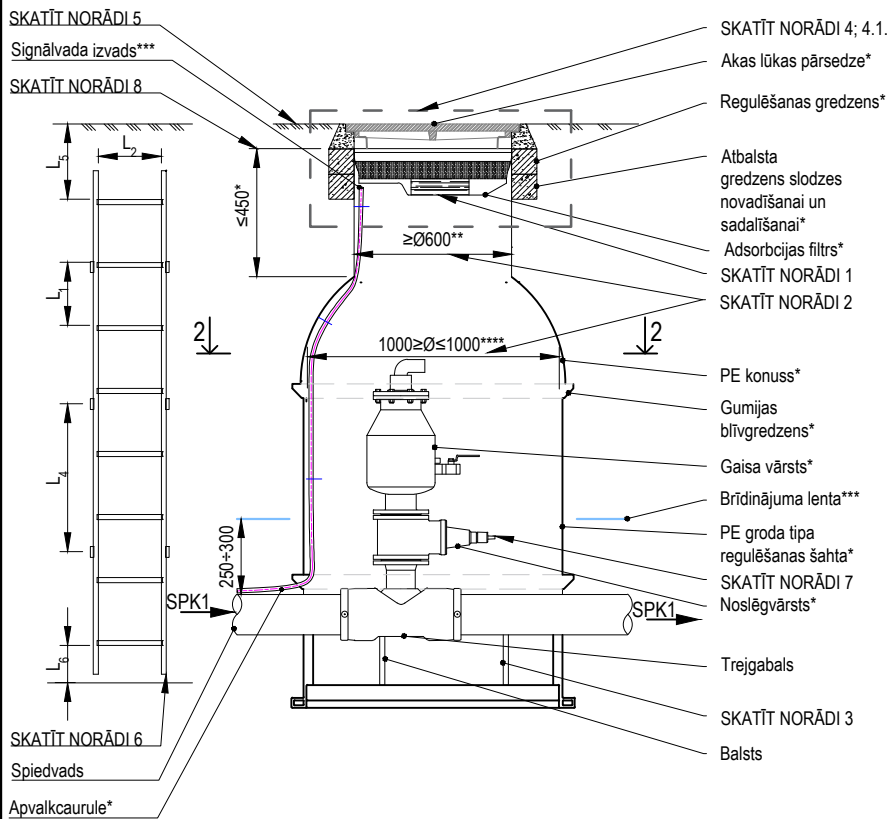 SKATĪT NORĀDI 5
Signālvada izvads***
SKATĪT NORĀDI 8
L5
L2
L1
L4
L6
≤450*
≥Ø600**
1000≥Ø≤1000****
2
2
250÷300
SPK1
SPK1
SKATĪT NORĀDI 4; 4.1.
Akas lūkas pārsedze*
Regulēšanas gredzens*
Atbalsta
gredzens slodzes
novadīšanai un
sadalīšanai*
Adsorbcijas filtrs*
SKATĪT NORĀDI 1
SKATĪT NORĀDI 2
PE konuss*
Gumijas
blīvgredzens*
Gaisa vārsts*
Brīdinājuma lenta***
PE groda tipa
regulēšanas šahta*
SKATĪT NORĀDI 7
Noslēgvārsts*
Trejgabals
SKATĪT NORĀDI 3
Balsts
SKATĪT NORĀDI 6
Spiedvads
Apvalkcaurule*